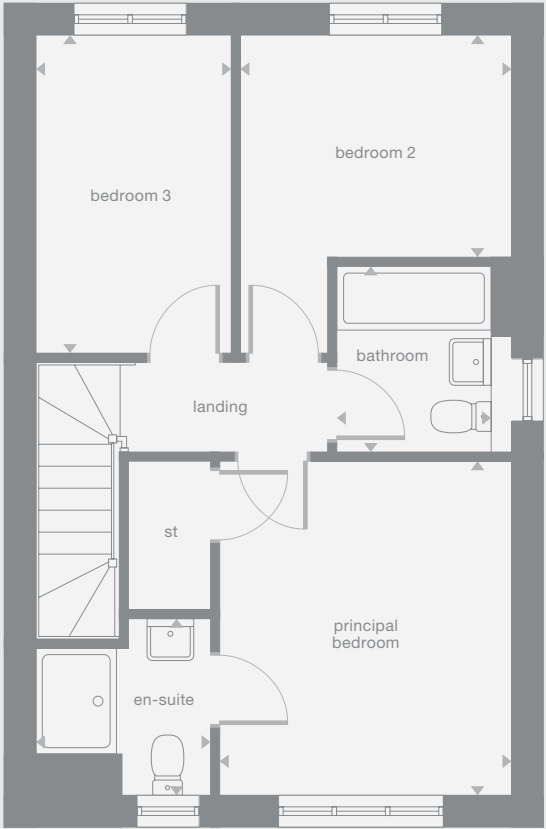 bedroom 2
bedroom 3
bathroom
landing
st
principal
bedroom
en-suite